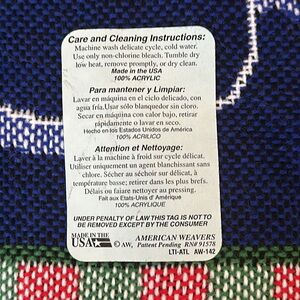 Care and Cleaning Instructions:
Machine wash delicate cycle, cold water.
Use only non-chlorine bleach. Tumble dry
low heat, remove promptly, or dry clean.
Made in the USA
100% ACRYLIC
Para mantener y Limpiar:
Lavar en máquina en el ciclo delicado, con
agua fría. Usar sólo blanqueador sin cloro.
Secar en máquina con calor bajo, retirar
rápidamente o lavar en seco.
Hecho en los Estados Unidos de América
100% ACRILICO
Attention et Nettoyage:
Laver à la machine à froid sur cycle délicat.
Utiliser uniquement un agent blanchissant sans
chlore. Sécher au séchoir sur délicat, à
température basse; retirer dans les plus brefs.
Délais ou faire nettoyer au pressing.
Fait aux Etats-Unis d' Amérique
100% ACRYLIQUE
UNDER PENALTY OF LAW THIS TAG IS NOT TO
BE REMOVED EXCEPT BY THE CONSUMER
MADE IN THE
USA
© AW,
AMERICAN WEAVERS
Patent Pending RN# 91578
LTI-ATL AW-142